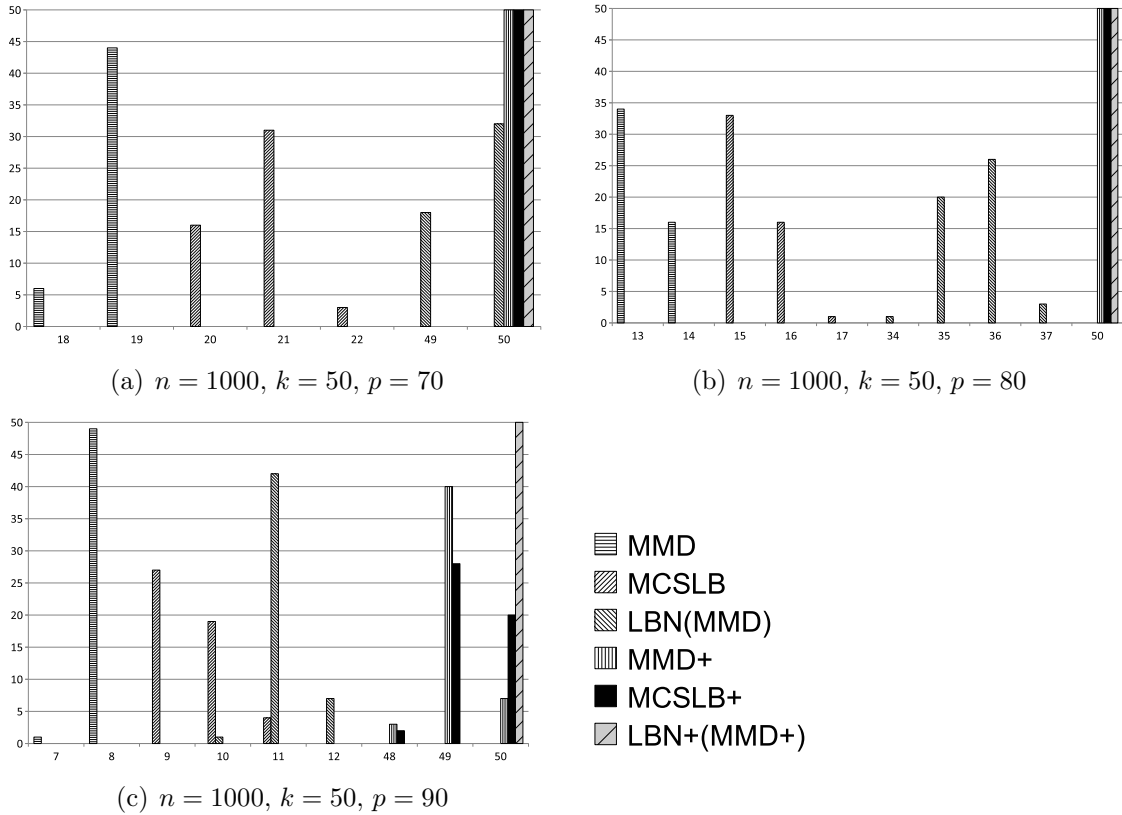 50
45
40
35
30
25
20
15
10
5
0
18 19 20 21 22 49 50
(a) n = 1000, k = 50, p = 70
50
45
40
35
30
25
20
15
10
5
0
13 14 15 16 17 34 35 36 37 50
(b) n = 1000, k = 50, p = 80
50
45
40
35
30
25
20
15
10
5
0
7 8 9 10 11 12 48 49 50
(c) n = 1000, k = 50, p = 90
MMD
MCSLB
LBN(MMD)
MMD+
MCSLB+
LBN+(MMD+)